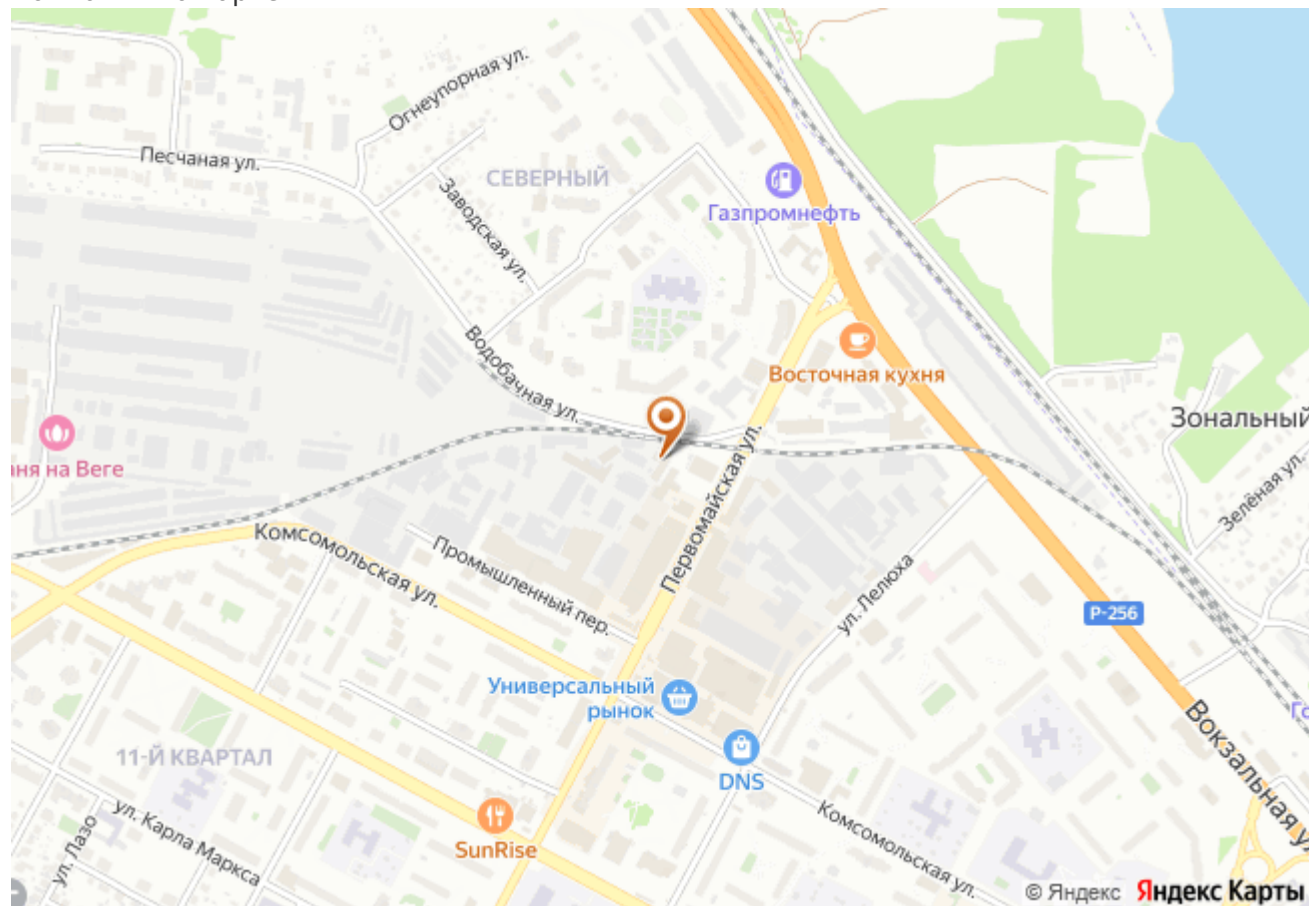 Огнеупорная ул.
Песчаная ул.
СЕВЕРНЫЙ
Заводская ул.
Газпромнефть
Водобачная ул.
Восточная кухня
Зональный
аня на Веге
Зелёная ул.
Первомайская ул.
Комсомольская ул.
Промышленный пер.
ул. Лелюха
Р-256
Универсальный
рынок
DNS
Вокзальная ул
11-Й КВАРТАЛ
ул. Карла Маркса
ул. Лазо
SunRise
Комсомольская ул.
© Яндекс Яндекс Карты